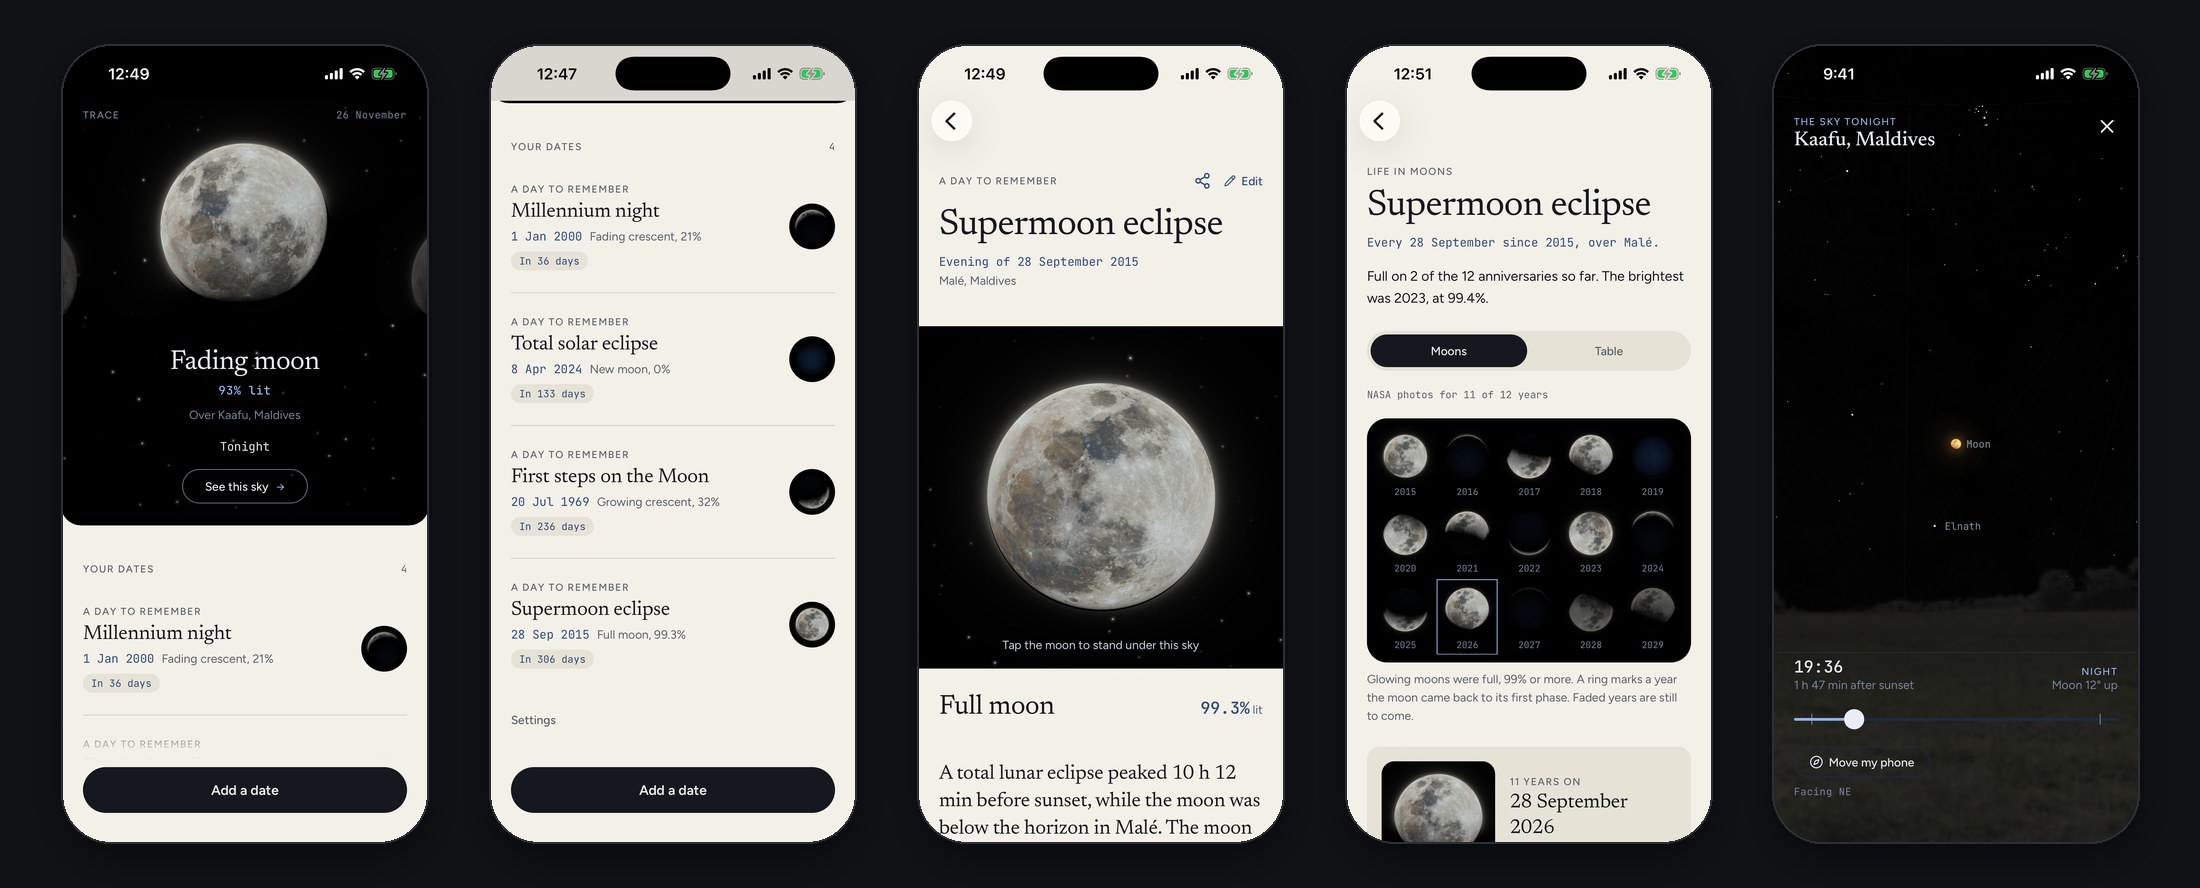 12:49
TRACE
26 November
Fading moon
93% lit
Over Kaafu, Maldives
Tonight
See this sky →
YOUR DATES
4
A DAY TO REMEMBER
Millennium night
1 Jan 2000 Fading crescent, 21%
In 36 days
A DAY TO REMEMBER
Add a date
12:47
YOUR DATES
4
A DAY TO REMEMBER
Millennium night
1 Jan 2000 Fading crescent, 21%
In 36 days
A DAY TO REMEMBER
Total solar eclipse
8 Apr 2024 New moon, 0%
In 133 days
A DAY TO REMEMBER
First steps on the Moon
20 Jul 1969 Growing crescent, 32%
In 236 days
A DAY TO REMEMBER
Supermoon eclipse
28 Sep 2015 Full moon, 99.3%
In 306 days
Settings
Add a date
12:49
A DAY TO REMEMBER
Edit
Supermoon eclipse
Evening of 28 September 2015
Malé, Maldives
Tap the moon to stand under this sky
Full moon
99.3% lit
A total lunar eclipse peaked 10 h 12
min before sunset, while the moon was
below the horizon in Malé. The moon
12:51
LIFE IN MOONS
Supermoon eclipse
Every 28 September since 2015, over Malé.
Full on 2 of the 12 anniversaries so far. The brightest
was 2023, at 99.4%.
Moons
Table
NASA photos for 11 of 12 years
2015 2016 2017 2018 2019
2020 2021 2022 2023 2024
2025 2026 2027 2028 2029
Glowing moons were full, 99% or more. A ring marks a year
the moon came back to its first phase. Faded years are still
to come.
11 YEARS ON
28 September
2026
9:41
THE SKY TONIGHT
Kaafu, Maldives
Moon
Elnath
19:36
NIGHT
1 h 47 min after sunset
Moon 12° up
Move my phone
Facing NE